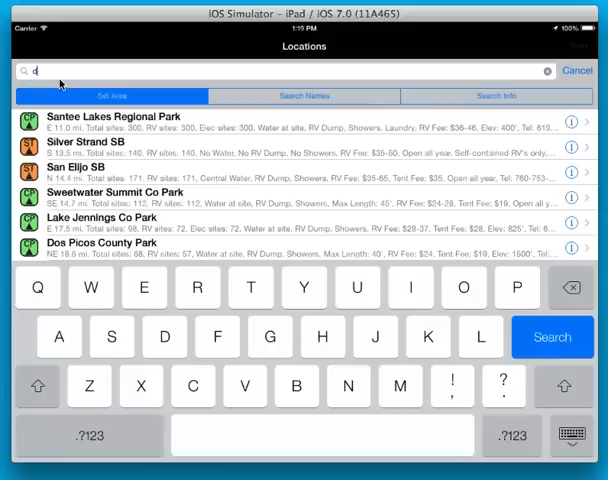 iOS Simulator – iPad / iOS 7.0 (11A465)
Carrier 1:19 PM 100%
Locations
d Cancel
Set Area Search Names Search Info
CP Santee Lakes Regional Park
E 11.0 mi. Total sites: 300, RV sites: 300, Elec sites: 300, Water at site, RV Dump, Showers, Laundry, RV Fee: $36-46, Elev: 400', Tel: 619...
ST Silver Strand SB
S 13.5 mi. Total sites: 140, RV sites: 140, No Water, No RV Dump, No Showers, RV Fee: $35-50, Open all year, Self-contained RV's only,...
ST San Elijo SB
N 14.4 mi. Total sites: 171, RV sites: 171, Central Water, RV Dump, Showers, RV Fee: $35-65, Tent Fee: $35, Open all year, Tel: 760-753-...
CP Sweetwater Summit Co Park
SE 14.7 mi. Total sites: 112, RV sites: 112, Water at site, RV Dump, Showers, Max Length: 45', RV Fee: $24-29, Tent Fee: $19, Open all y...
CP Lake Jennings Co Park
E 17.5 mi. Total sites: 98, RV sites: 72, Elec sites: 72, Water at site, RV Dump, Showers, RV Fee: $28-37, Elev: 825', Tel: 6...
CP Dos Picos County Park
NE 18.6 mi. Total sites: 68, RV sites: 57, Water at site, RV Dump, Showers, Max Length: 40', RV Fee: $24, Tent Fee: $19, Elev: 1500', Tel:...
Q W E R T Y U I O P
A S D F G H J K L Search
Z X C V B N M ! , ? .
.?123 .?123